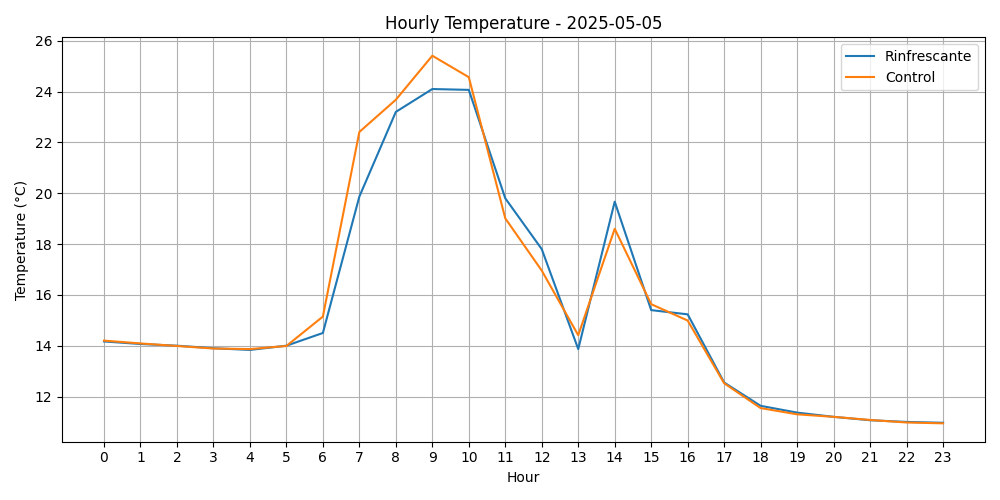 Hourly Temperature - 2025-05-05
Rinfrescante
Control
Temperature (°C)
26
24
22
20
18
16
14
12
0 1 2 3 4 5 6 7 8 9 10 11 12 13 14 15 16 17 18 19 20 21 22 23
Hour